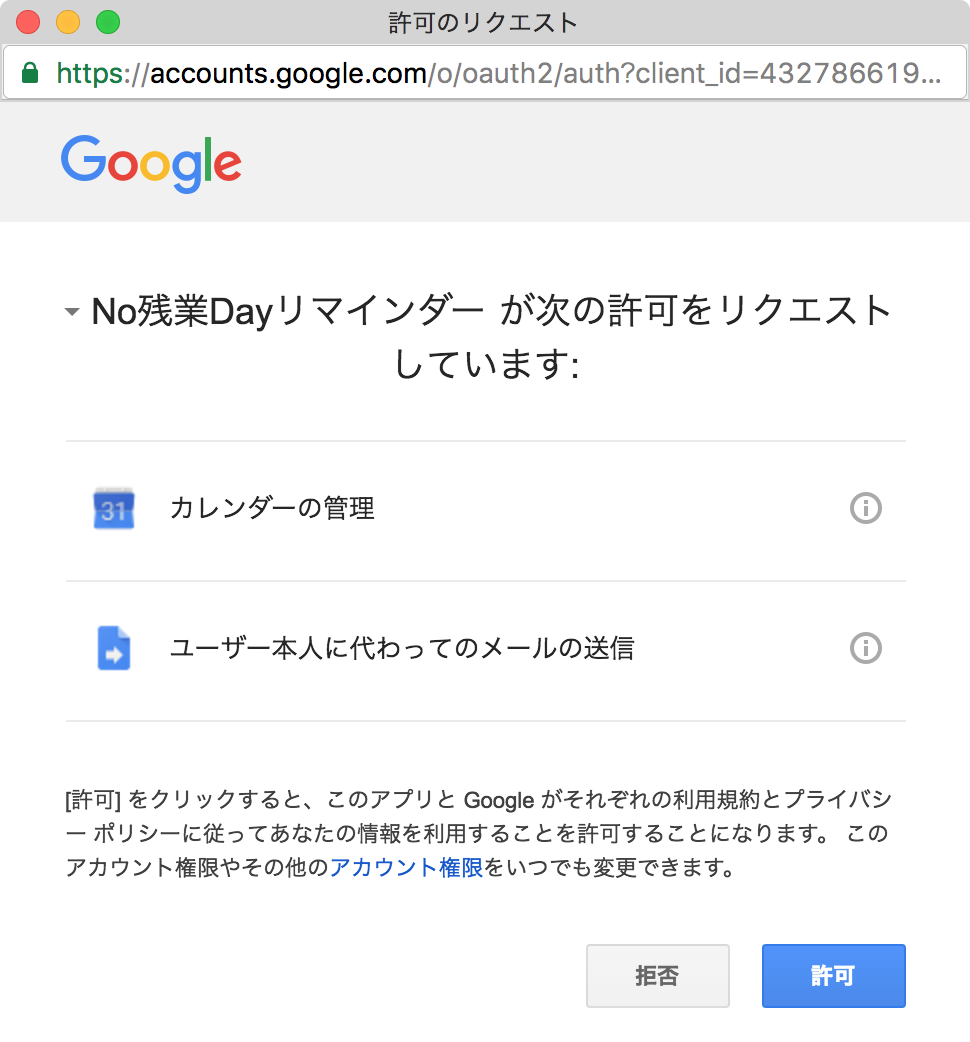 許可のリクエスト
https://accounts.google.com/o/oauth2/auth?client_id=432786619...
Google
No残業Dayリマインダー が次の許可をリクエスト
しています:
31
カレンダーの管理
ユーザー本人に代わってのメールの送信
[許可] をクリックすると、このアプリと Google がそれぞれの利用規約とプライバシ
ー ポリシーに従ってあなたの情報を利用することを許可することになります。 この
アカウント権限やその他のアカウント権限をいつでも変更できます。
拒否
許可